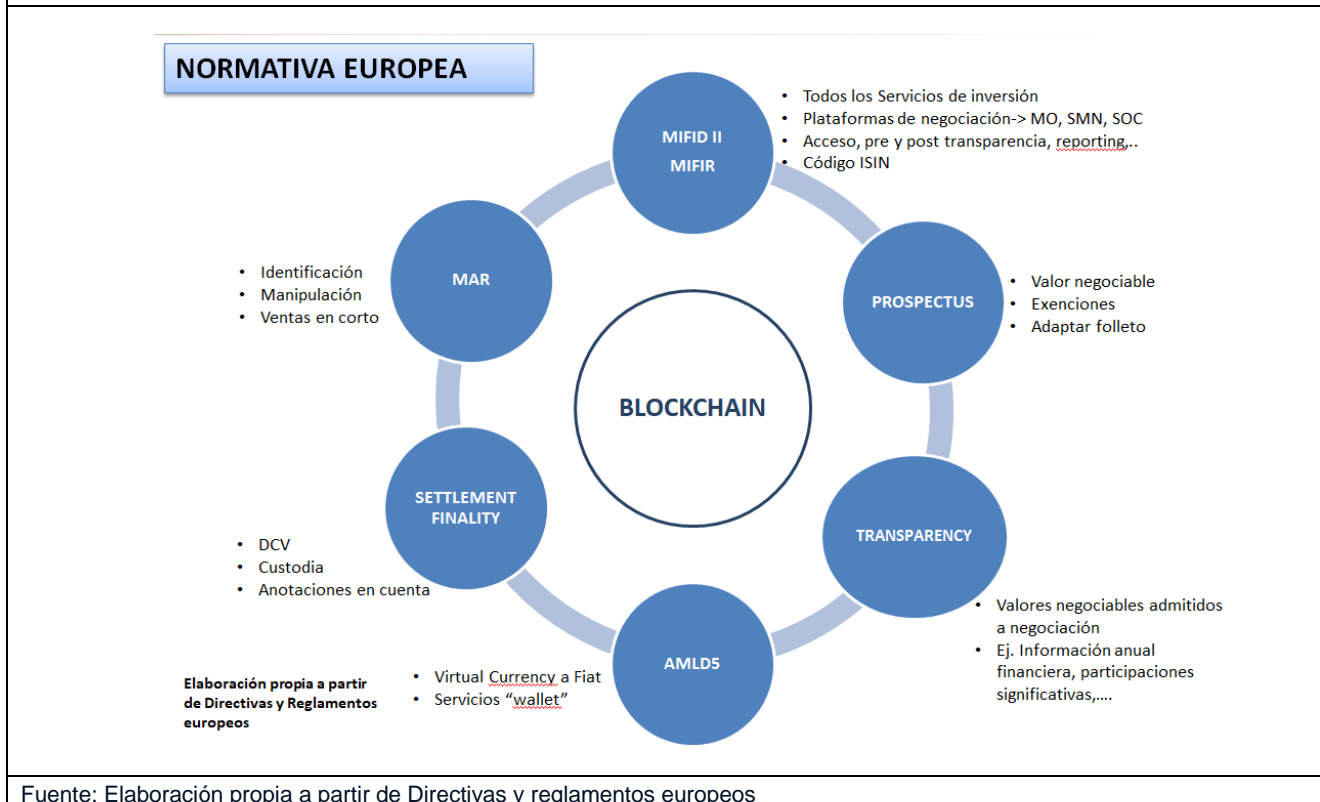 NORMATIVA EUROPEA
MIFID II
MIFIR
• Todos los Servicios de inversión
• Plataformas de negociación-> MO, SMN, SOC
• Acceso, pre y post transparencia, reporting,..
• Código ISIN
MAR
• Identificación
• Manipulación
• Ventas en corto
PROSPECTUS
• Valor negociable
• Exenciones
• Adaptar folleto
BLOCKCHAIN
SETTLEMENT
FINALITY
• DCV
• Custodia
• Anotaciones en cuenta
TRANSPARENCY
• Valores negociables admitidos
a negociación
• Ej. Información anual
financiera, participaciones
significativas,....
AMLD5
• Virtual Currency a Fiat
• Servicios “wallet”
Elaboración propia a partir
de Directivas y Reglamentos
europeos
Fuente: Elaboración propia a partir de Directivas y reglamentos europeos